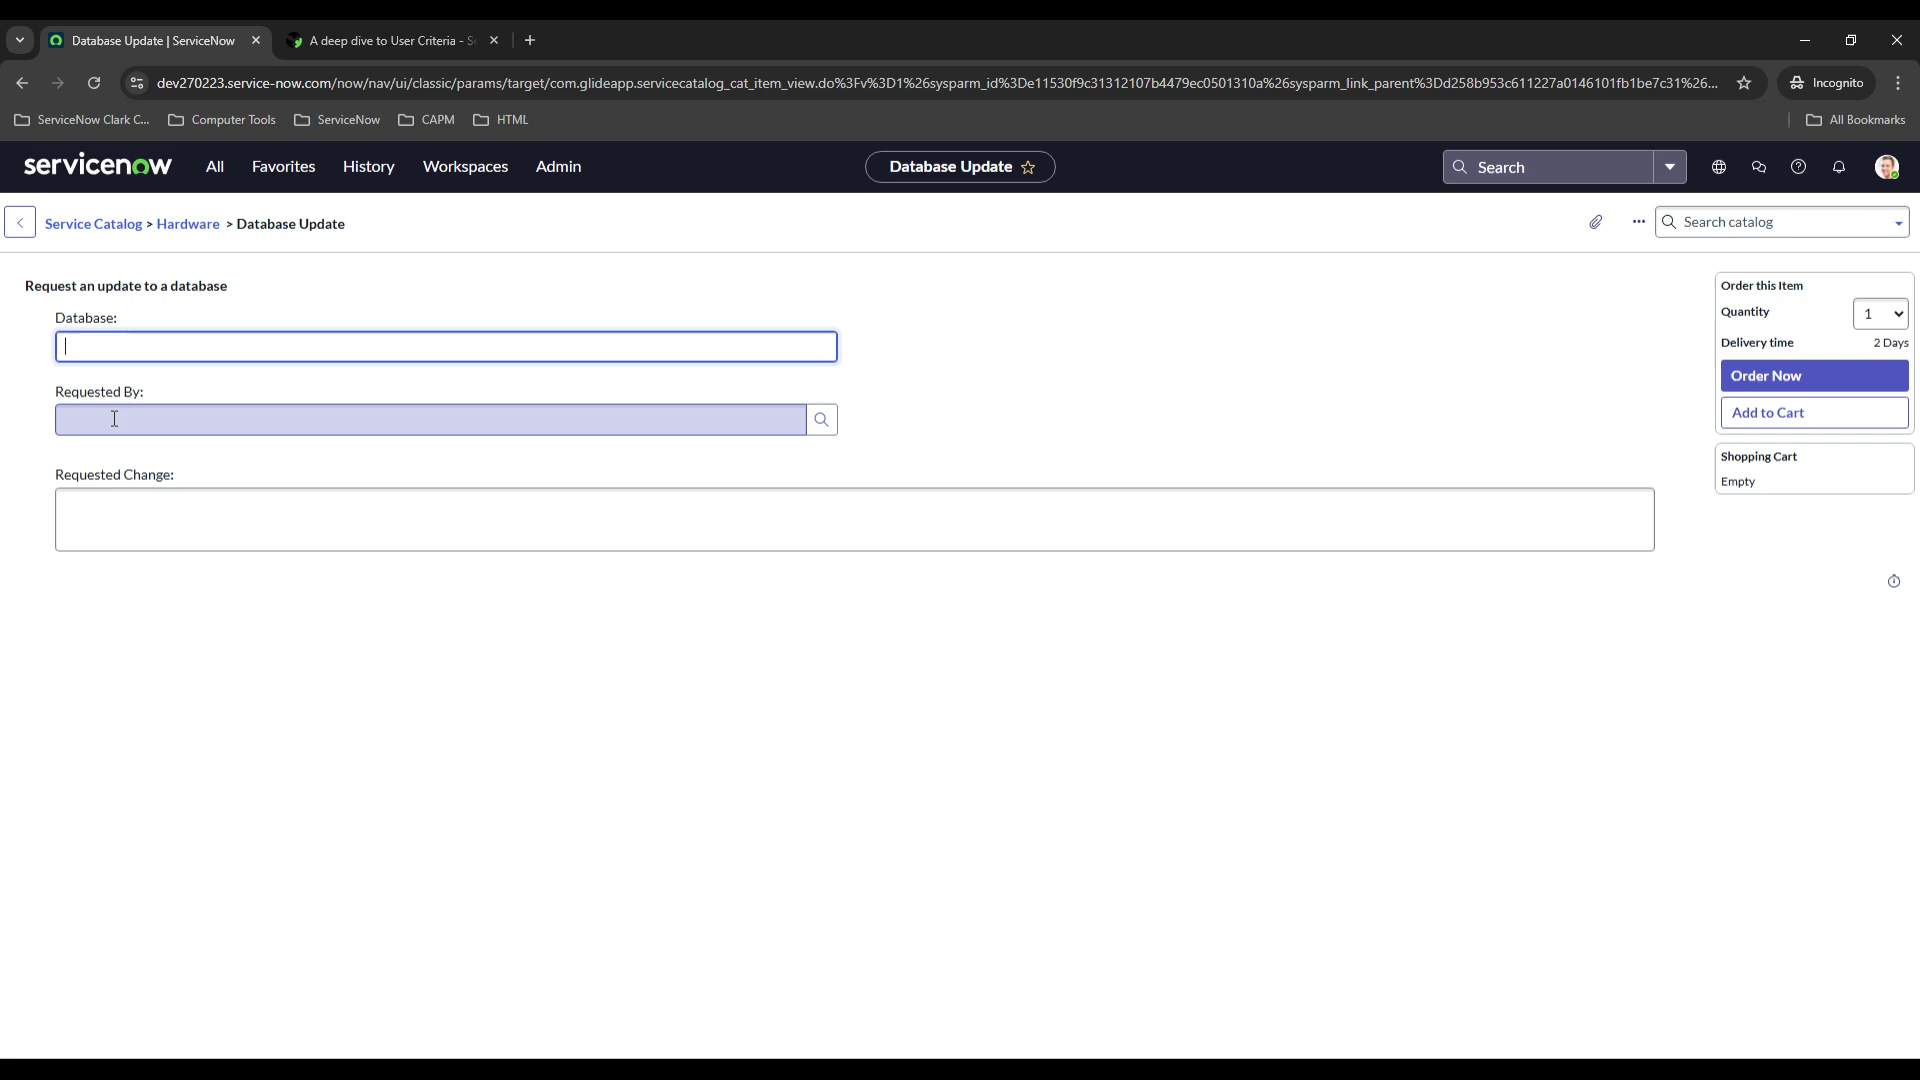 Database Update | ServiceNow
A deep dive to User Criteria - S
dev270223.service-now.com/now/nav/ui/classic/params/target/com.glideapp.servicecatalog_cat_item_view.do%3Fv%3D1%26sysparm_id%3De11530f9c31312107b4479ec0501310a%26sysparm_link_parent%3Dd258b953c611227a0146101fb1be7c31%26...
Incognito
ServiceNow Clark C...
Computer Tools
ServiceNow
CAPM
HTML
All Bookmarks
servicenow
All
Favorites
History
Workspaces
Admin
Database Update
Search
Service Catalog > Hardware > Database Update
Search catalog
Request an update to a database
Database:
Requested By:
Requested Change:
Order this Item
Quantity 1
Delivery time 2 Days
Order Now
Add to Cart
Shopping Cart
Empty